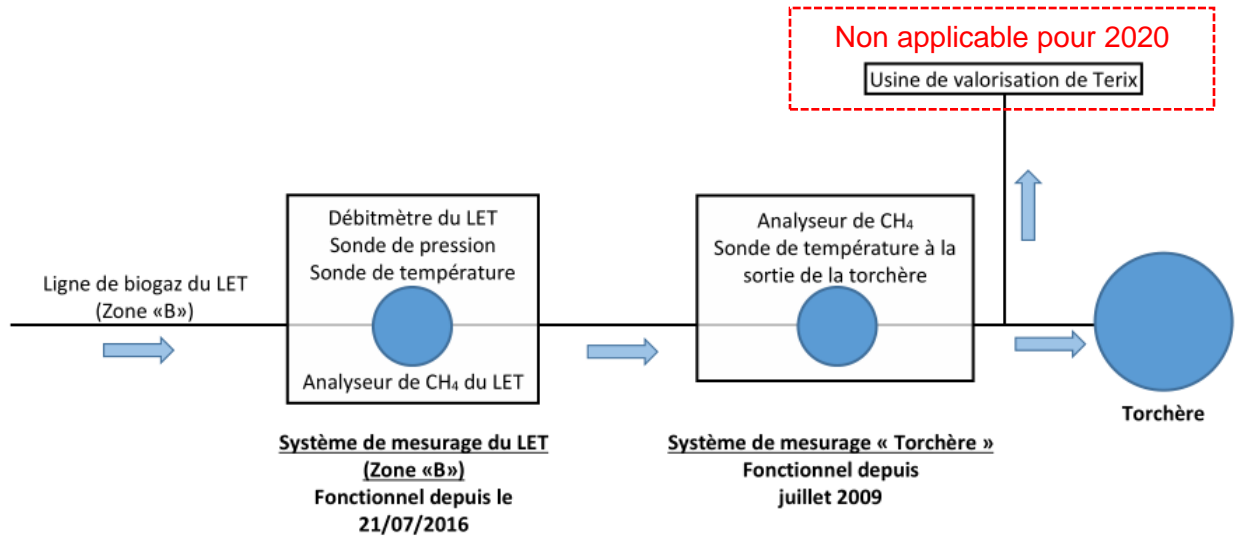 Non applicable pour 2020
Usine de valorisation de Terix
Ligne de biogaz du LET
(Zone «B»)
Débitmètre du LET
Sonde de pression
Sonde de température
Analyseur de CH₄ du LET
Système de mesurage du LET
(Zone «B»)
Fonctionnel depuis le
21/07/2016
Analyseur de CH₄
Sonde de température à la
sortie de la torchère
Système de mesurage « Torchère »
Fonctionnel depuis
juillet 2009
Torchère